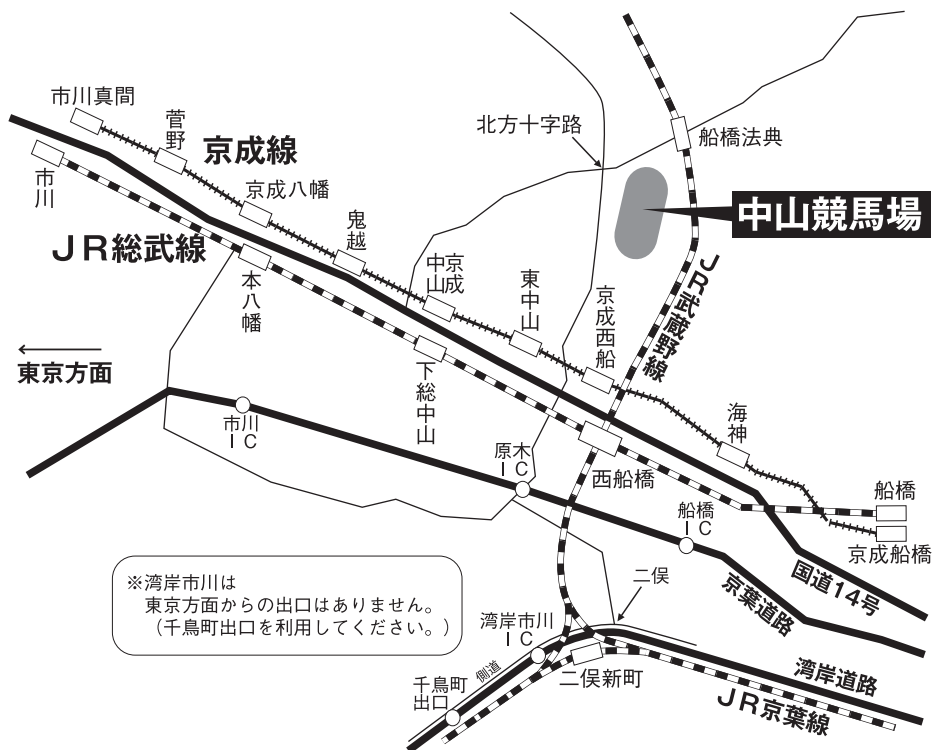 市川真間
菅野
京成線
北方十字路
船橋法典
市川
京成八幡
中山競馬場
鬼越
JR総武線
本八幡
京成中山
東中山
京成西船
JR武蔵野線
東京方面
下総中山
海神
市川IC
原木IC
西船橋
船橋
船橋IC
京成船橋
国道14号
京葉道路
※湾岸市川は
東京方面からの出口はありません。
（千鳥町出口を利用してください。）
二俣
湾岸市川IC
側道
二俣新町
湾岸道路
千鳥町
出口
JR京葉線